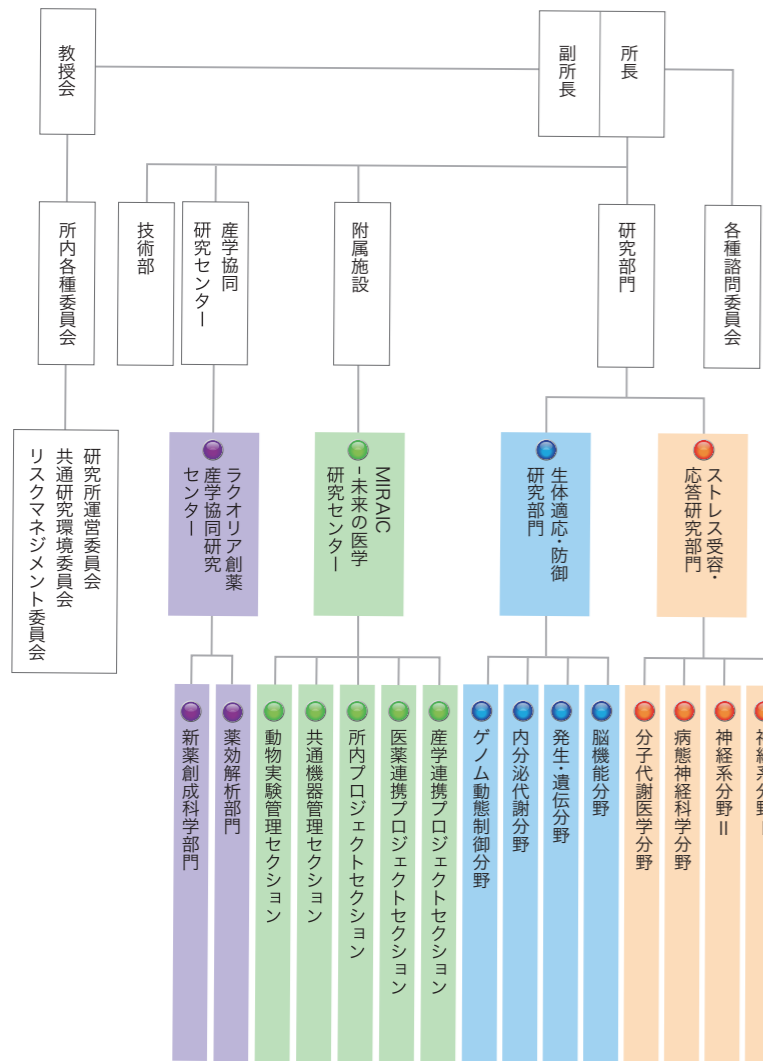 所長
副所長
教授会
各種諮問委員会
研究部門
附属施設
産学協同
研究センター
技術部
所内各種委員会
ストレス受容・
応答研究部門
生体適応・防御
研究部門
MIRAIC
−未来の医学
研究センター
ラクオリア創薬
産学協同研究
センター
研究所運営委員会
共通研究環境委員会
リスクマネジメント委員会
神経系分野 II
病態神経科学分野
分子代謝医学分野
脳機能分野
発生・遺伝分野
内分泌代謝分野
ゲノム動態制御分野
産学連携プロジェクトセクション
医薬連携プロジェクトセクション
所内プロジェクトセクション
共通機器管理セクション
動物実験管理セクション
薬効解析部門
新薬創成科学部門